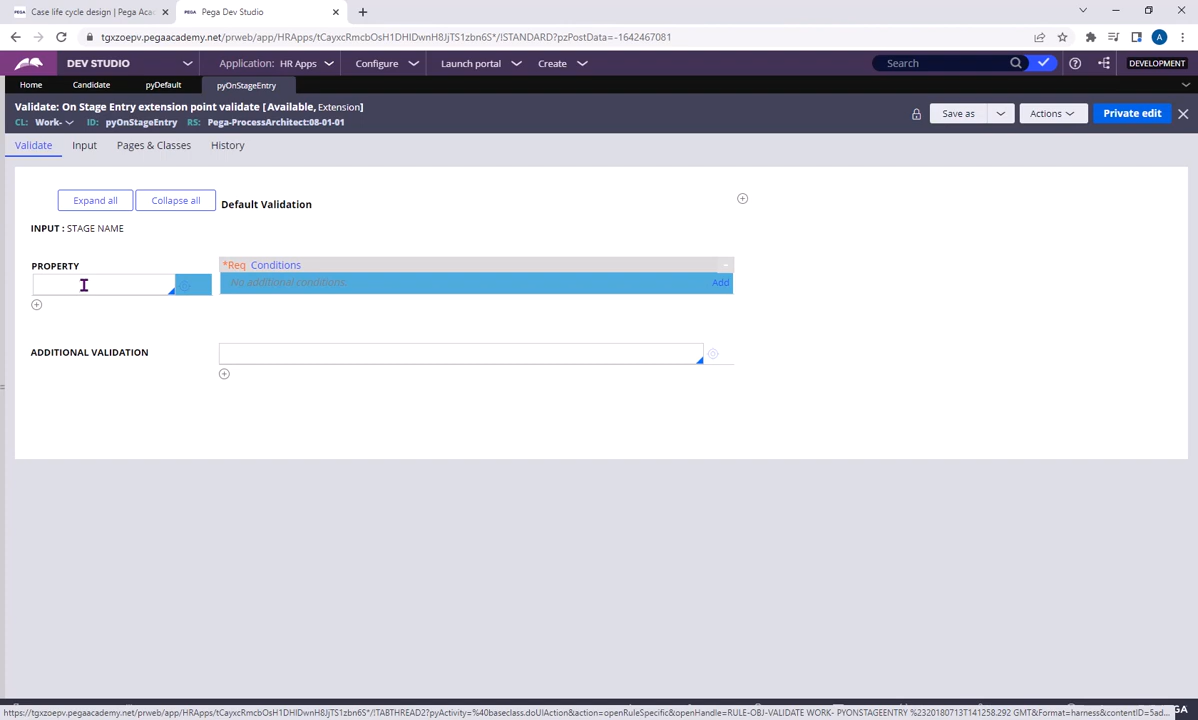 PEGA Case life cycle design | Pega Aca
PEGA Pega Dev Studio
tgxzoepv.pegaacademy.net/prweb/app/HRApps/tCayxcRmcbOsH1DHIDwnH8JjTS1zbn6S*/!STANDARD?pzPostData=-1642467081
A
DEV STUDIO
Application: HR Apps
Configure
Launch portal
Create
Search
DEVELOPMENT
Home
Candidate
pyDefault
pyOnStageEntry
Validate: On Stage Entry extension point validate [Available, Extension]
CL: Work-
ID: pyOnStageEntry
RS: Pega-ProcessArchitect:08-01-01
Save as
Actions
Private edit
Validate
Input
Pages & Classes
History
Expand all
Collapse all
Default Validation
INPUT : STAGE NAME
PROPERTY
*Req Conditions
No additional conditions.
Add
ADDITIONAL VALIDATION
https://tgxzoepv.pegaacademy.net/prweb/app/HRApps/tCayxcRmcbOsH1DHIDwnH8JjTS1zbn6S*/!TABTHREAD2?pyActivity=%40baseclass.doUIAction&action=openRuleSpecific&openHandle=RULE-OBJ-VALIDATE WORK- PYONSTAGEENTRY %2320180713T141258.292 GMT&Format=harness&contentID=5ad...
GA